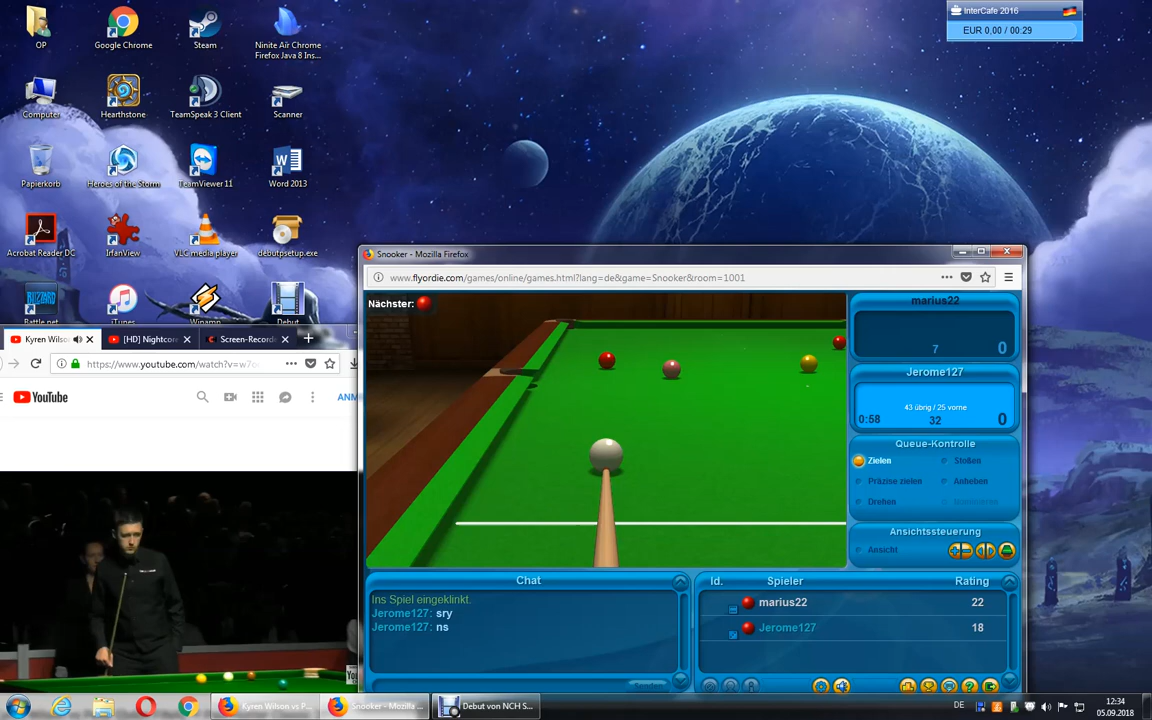 InterCafe 2016
EUR 0,00 / 00:29
OP
Google Chrome
Steam
Ninite Air Chrome
Firefox Java 8 Ins...
Computer
Hearthstone
TeamSpeak 3 Client
Scanner
Papierkorb
Heroes of the Storm
TeamViewer 11
Word 2013
Acrobat Reader DC
IrfanView
VLC media player
debutpsetup.exe
Battle.net
iTunes
Winamp
Debut
Snooker - Mozilla Firefox
www.flyordie.com/games/online/games.html?lang=de&game=Snooker&room=1001
Nächster:
marius22
7 0
Jerome127
43 übrig / 25 vorne
0:58 32 0
Queue-Kontrolle
Zielen Stoßen
Präzise zielen Anheben
Drehen
Ansichtssteuerung
Ansicht
Kyren Wilso
[HD] Nightcore
Screen-Recorde
https://www.youtube.com/watch?v=w7o
YouTube
ANM
Chat
Ins Spiel eingeklinkt.
Jerome127: sry
Jerome127: ns
Id. Spieler Rating
marius22 22
Jerome127 18
Kyren Wilson vs P...
Snooker - Mozilla ...
Debut von NCH S...
DE
12:34
05.09.2018